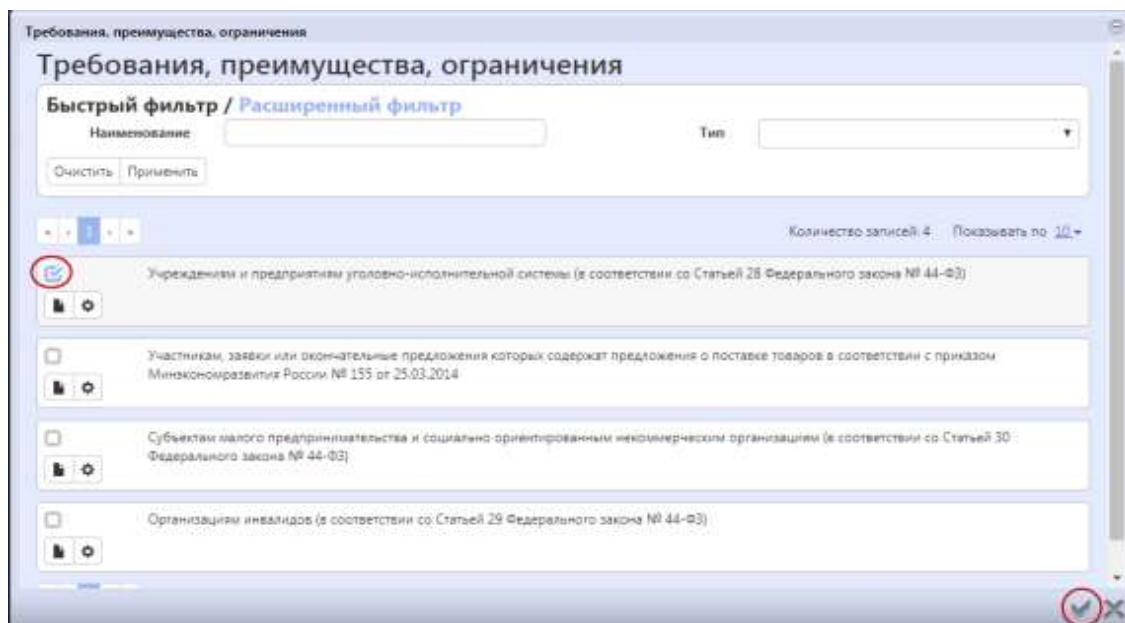 Требования, преимущества, ограничения
Требования, преимущества, ограничения
Быстрый фильтр / Расширенный фильтр
Наименование Тип
Очистить Применить
« ‹ 1 › » Количество записей: 4 Показывать по 10
Учреждениям и предприятиям уголовно-исполнительной системы (в соответствии со Статьей 28 Федерального закона № 44-ФЗ)
Участникам, заявки или окончательные предложения которых содержат предложения о поставке товаров в соответствии с приказом
Минэкономразвития России № 155 от 25.03.2014
Субъектам малого предпринимательства и социально ориентированным некоммерческим организациям (в соответствии со Статьей 30
Федерального закона № 44-ФЗ)
Организациям инвалидов (в соответствии со Статьей 29 Федерального закона № 44-ФЗ)